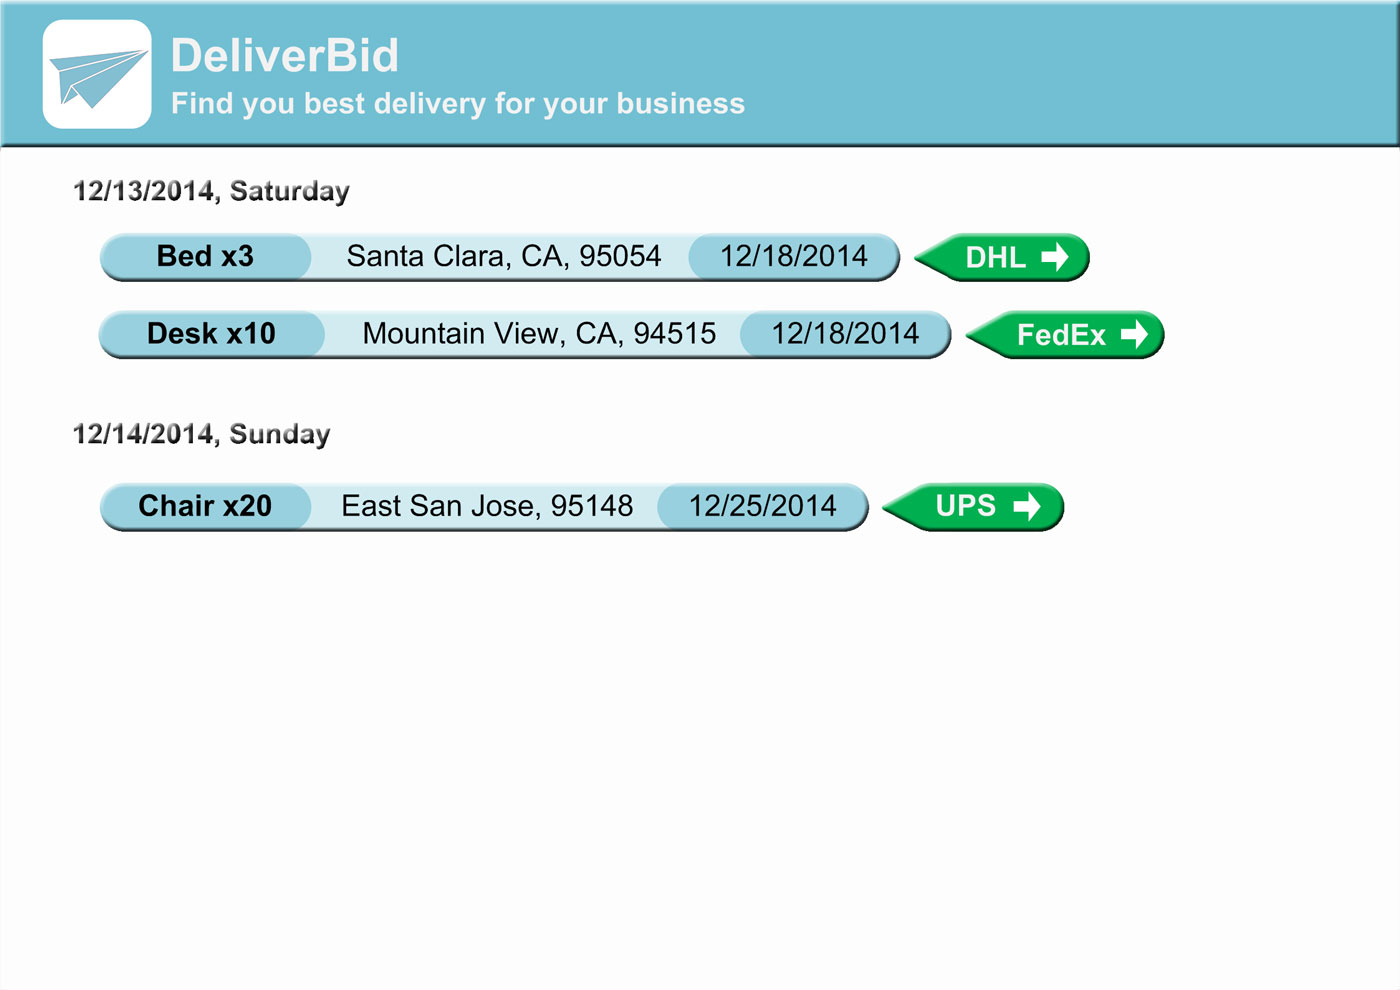 DeliverBid
Find you best delivery for your business
12/13/2014, Saturday
Bed x3 Santa Clara, CA, 95054 12/18/2014 DHL
Desk x10 Mountain View, CA, 94515 12/18/2014 FedEx
12/14/2014, Sunday
Chair x20 East San Jose, 95148 12/25/2014 UPS